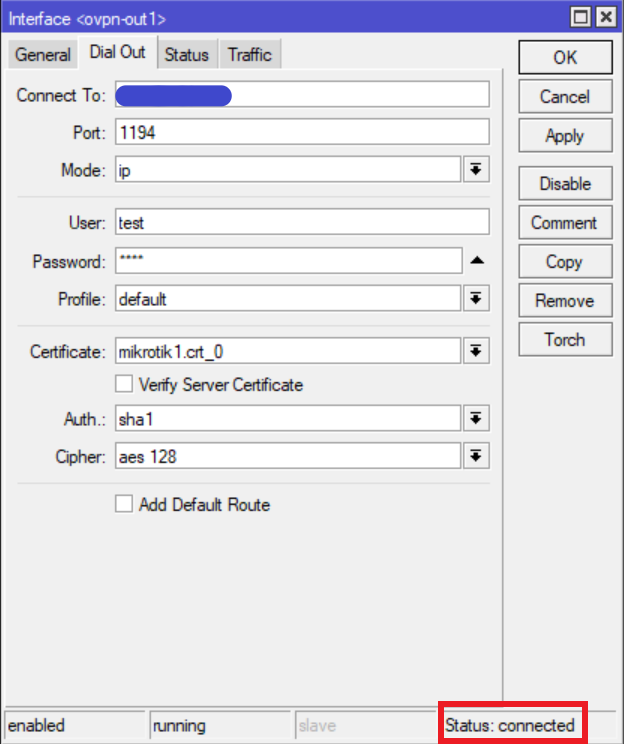 Interface <ovpn-out1>
General Dial Out Status Traffic
Connect To:
Port: 1194
Mode: ip
User: test
Password: ****
Profile: default
Certificate: mikrotik1.crt_0
Verify Server Certificate
Auth.: sha1
Cipher: aes 128
Add Default Route
OK
Cancel
Apply
Disable
Comment
Copy
Remove
Torch
enabled running slave Status: connected